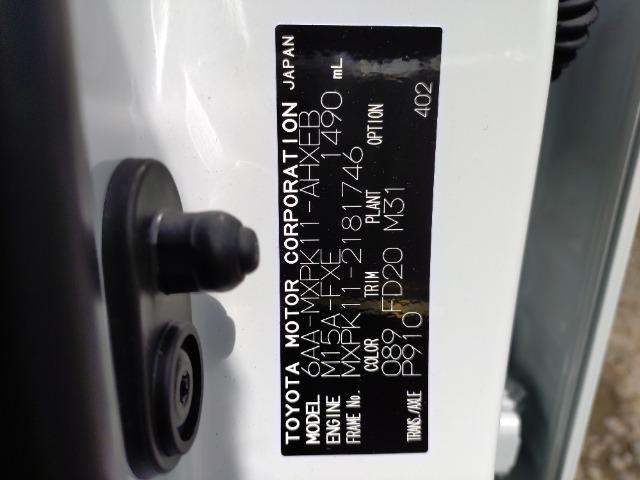 TOYOTA MOTOR CORPORATION JAPAN
MODEL 6AA-MXPK11-AHXEB
ENGINE M15A-FXE 1490 mL
FRAME No. MXPK11-2181746
COLOR TRIM PLANT OPTION
089 FD20 M31
TRANS./AXLE P910 402